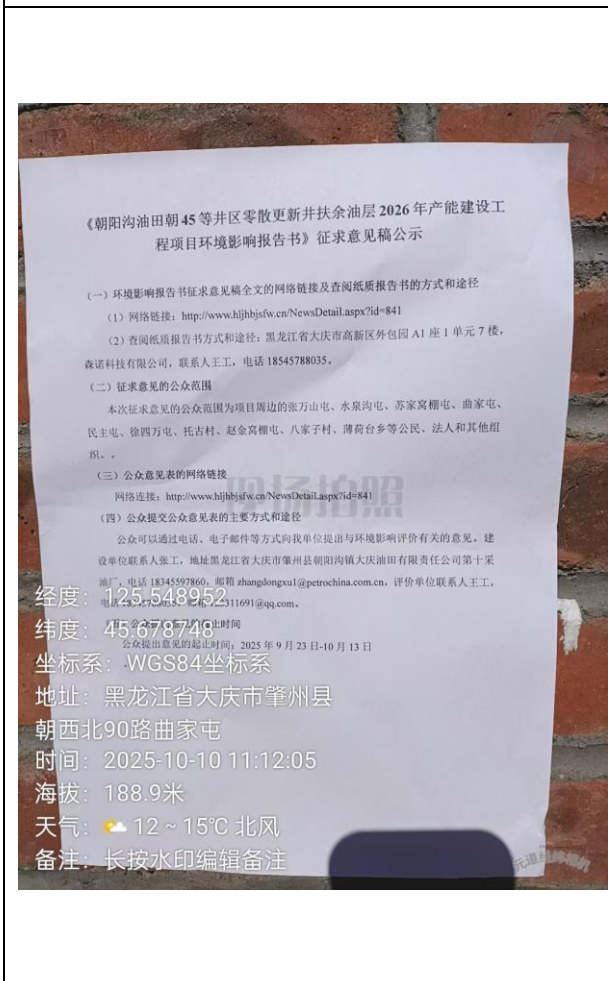 《朝阳沟油田朝45等井区零散更新井扶余油层2026年产能建设工
程项目环境影响报告书》征求意见稿公示
(一)环境影响报告书征求意见稿全文的网络链接及查阅纸质报告书的方式和途径
(1)网络链接:http://www.hljhbjsfw.cn/NewsDetail.aspx?id=841
(2)查阅纸质报告书方式和途径:黑龙江省大庆市高新区外包园A1座1单元7楼,
森诺科技有限公司,联系人王工,电话18545788035。
(二)征求意见的公众范围
本次征求意见的公众范围为项目周边的张万山屯、水泉沟屯、苏家窝棚屯、曲家屯、
民主屯、徐四万屯、托古村、赵金窝棚屯、八家子村、薄荷台乡等公民、法人和其他组
织。。
(三)公众意见表的网络链接
网络连接:http://www.hljhbjsfw.cn/NewsDetail.aspx?id=841
现场拍照
(四)公众提交公众意见表的主要方式和途径
公众可以通过电话、电子邮件等方式向我单位提出与环境影响评价有关的意见。建
设单位联系人张工,地址黑龙江省大庆市肇州县朝阳沟镇大庆油田有限责任公司第十采
油厂,电话18345597860,邮箱zhangdongxu1@petrochina.com.cn,评价单位联系人王工,
公众提出意见的起止时间:2025年9月23日-10月13日
经度:125.548952
纬度:45.678748
坐标系:WGS84坐标系
地址:黑龙江省大庆市肇州县
朝西北90路曲家屯
时间:2025-10-10 11:12:05
海拔:188.9米
天气:12~15℃ 北风
备注:长按水印编辑备注
元道经纬相机